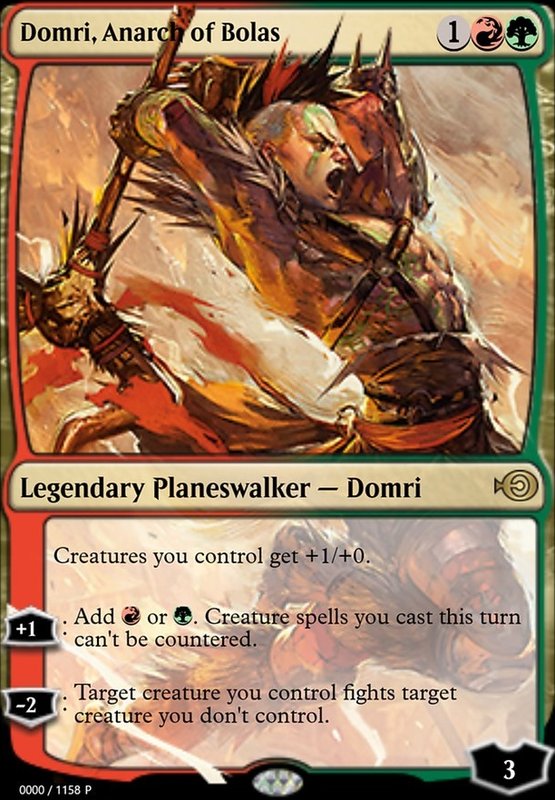 Domri, Anarch of Bolas 1
Legendary Planeswalker — Domri
Creatures you control get +1/+0.
+1 : Add or . Creature spells you cast this turn
can't be countered.
-2 : Target creature you control fights target
creature you don't control.
3
0000 / 1158 P